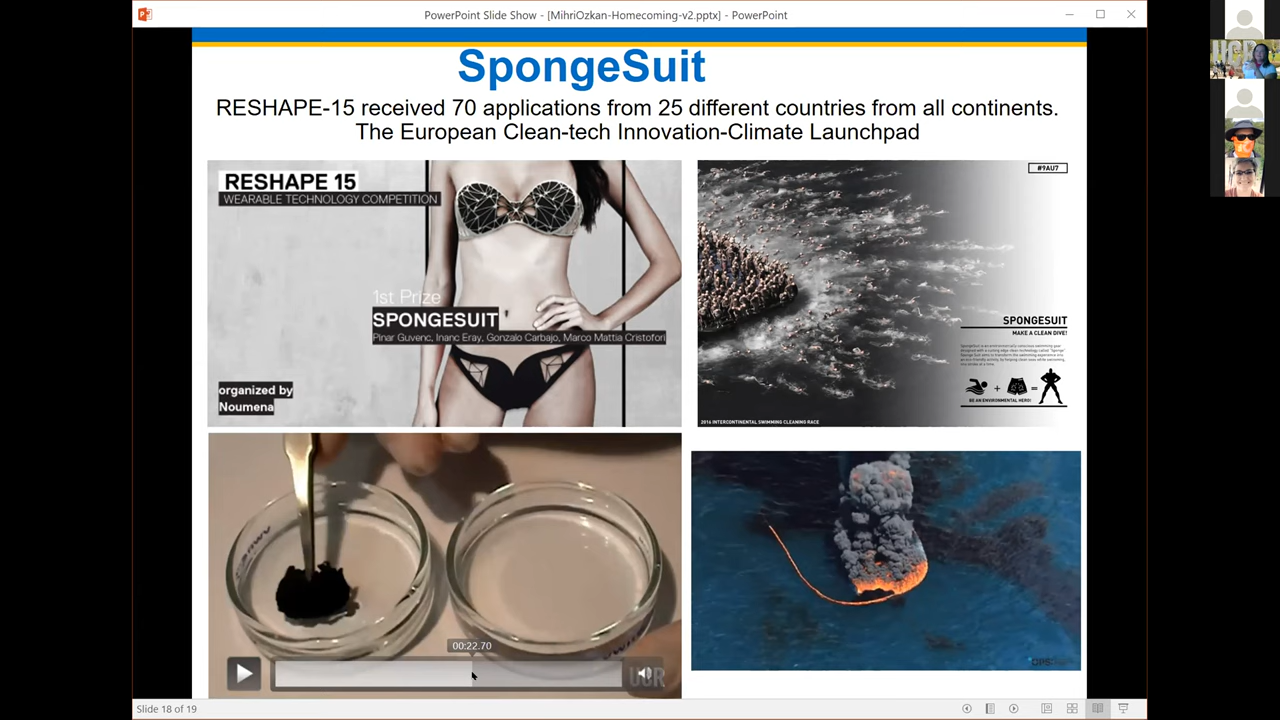 PowerPoint Slide Show - [MihriOzkan-Homecoming-v2.pptx] - PowerPoint
SpongeSuit
RESHAPE-15 received 70 applications from 25 different countries from all continents.
The European Clean-tech Innovation-Climate Launchpad
RESHAPE 15
WEARABLE TECHNOLOGY COMPETITION
1st Prize
SPONGESUIT
Pinar Guvenc, Inanc Eray, Gonzalo Carbajo, Marco Mattia Cristofori
organized by
Noumena
#9AU7
SPONGESUIT
MAKE A CLEAN DIVE!
BE AN ENVIRONMENTAL HERO!
2016 INTERCONTINENTAL SWIMMING CLEANING RACE
00:22.70
UCR
Slide 18 of 19
UCR